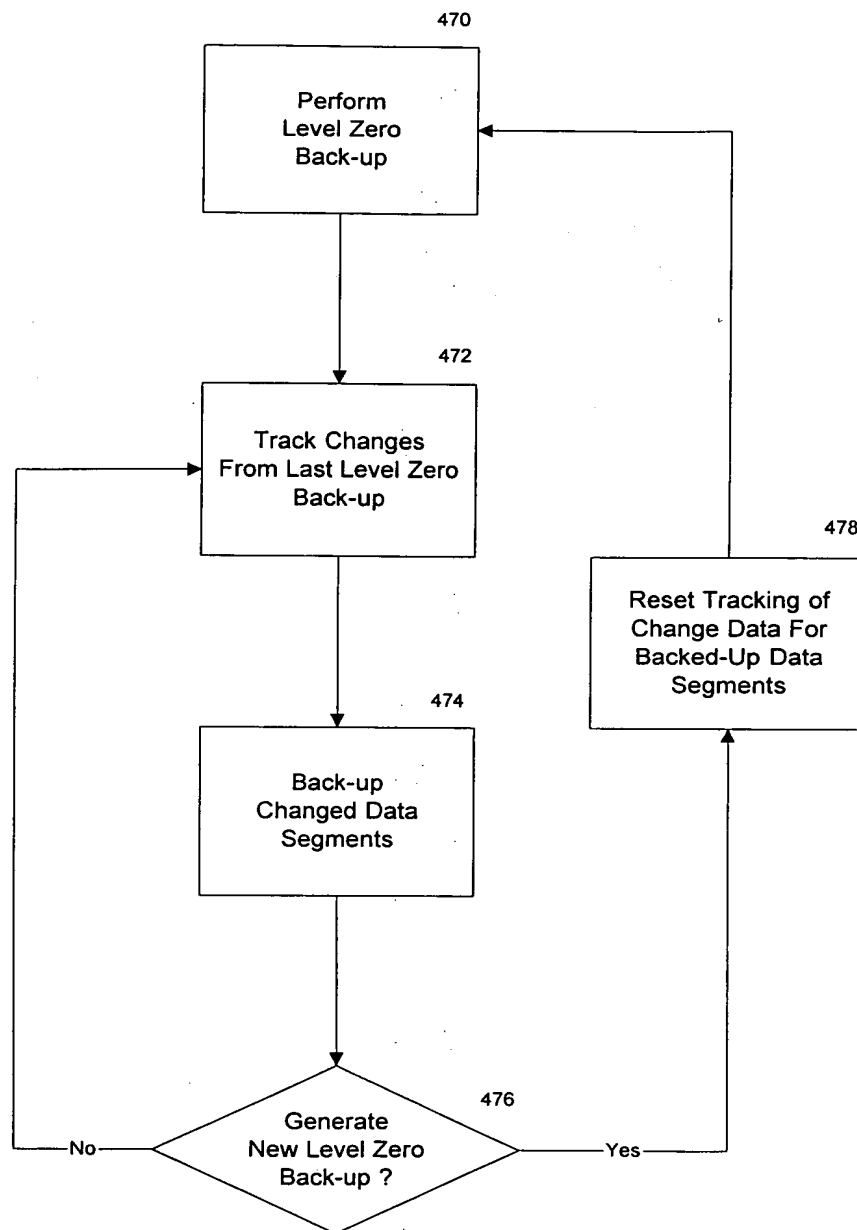 470
Perform
Level Zero
Back-up
472
Track Changes
From Last Level Zero
Back-up
478
Reset Tracking of
Change Data For
Backed-Up Data
Segments
474
Back-up
Changed Data
Segments
476
Generate
New Level Zero
Back-up ?
No
Yes